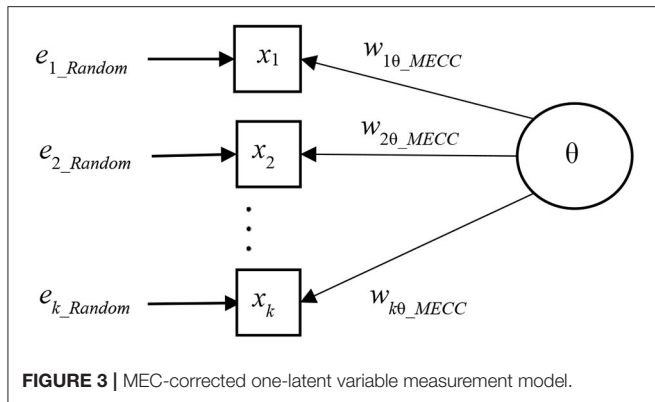 e1_Random x1 w1θ_MECC
e2_Random x2 w2θ_MECC θ
ek_Random xk wkθ_MECC
FIGURE 3 | MEC-corrected one-latent variable measurement model.